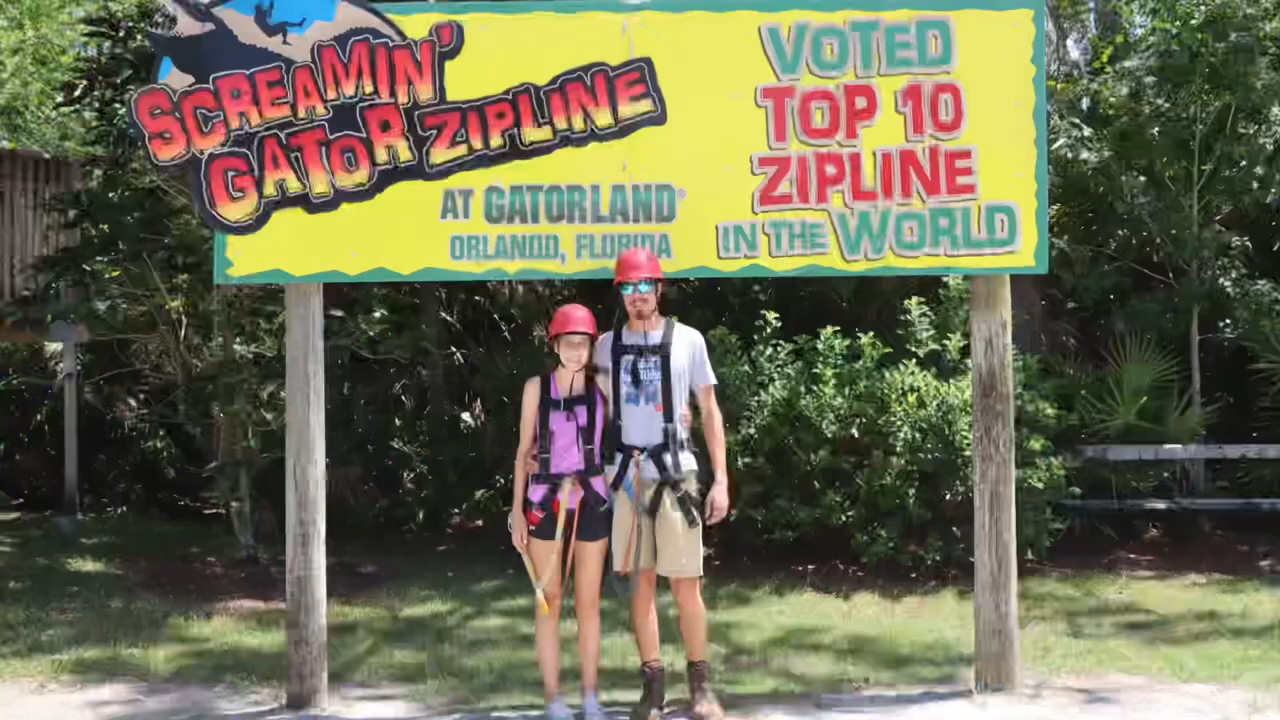 SCREAMIN'
GATOR ZIPLINE
AT GATORLAND®
ORLANDO, FLORIDA
VOTED
TOP 10
ZIPLINE
IN THE WORLD